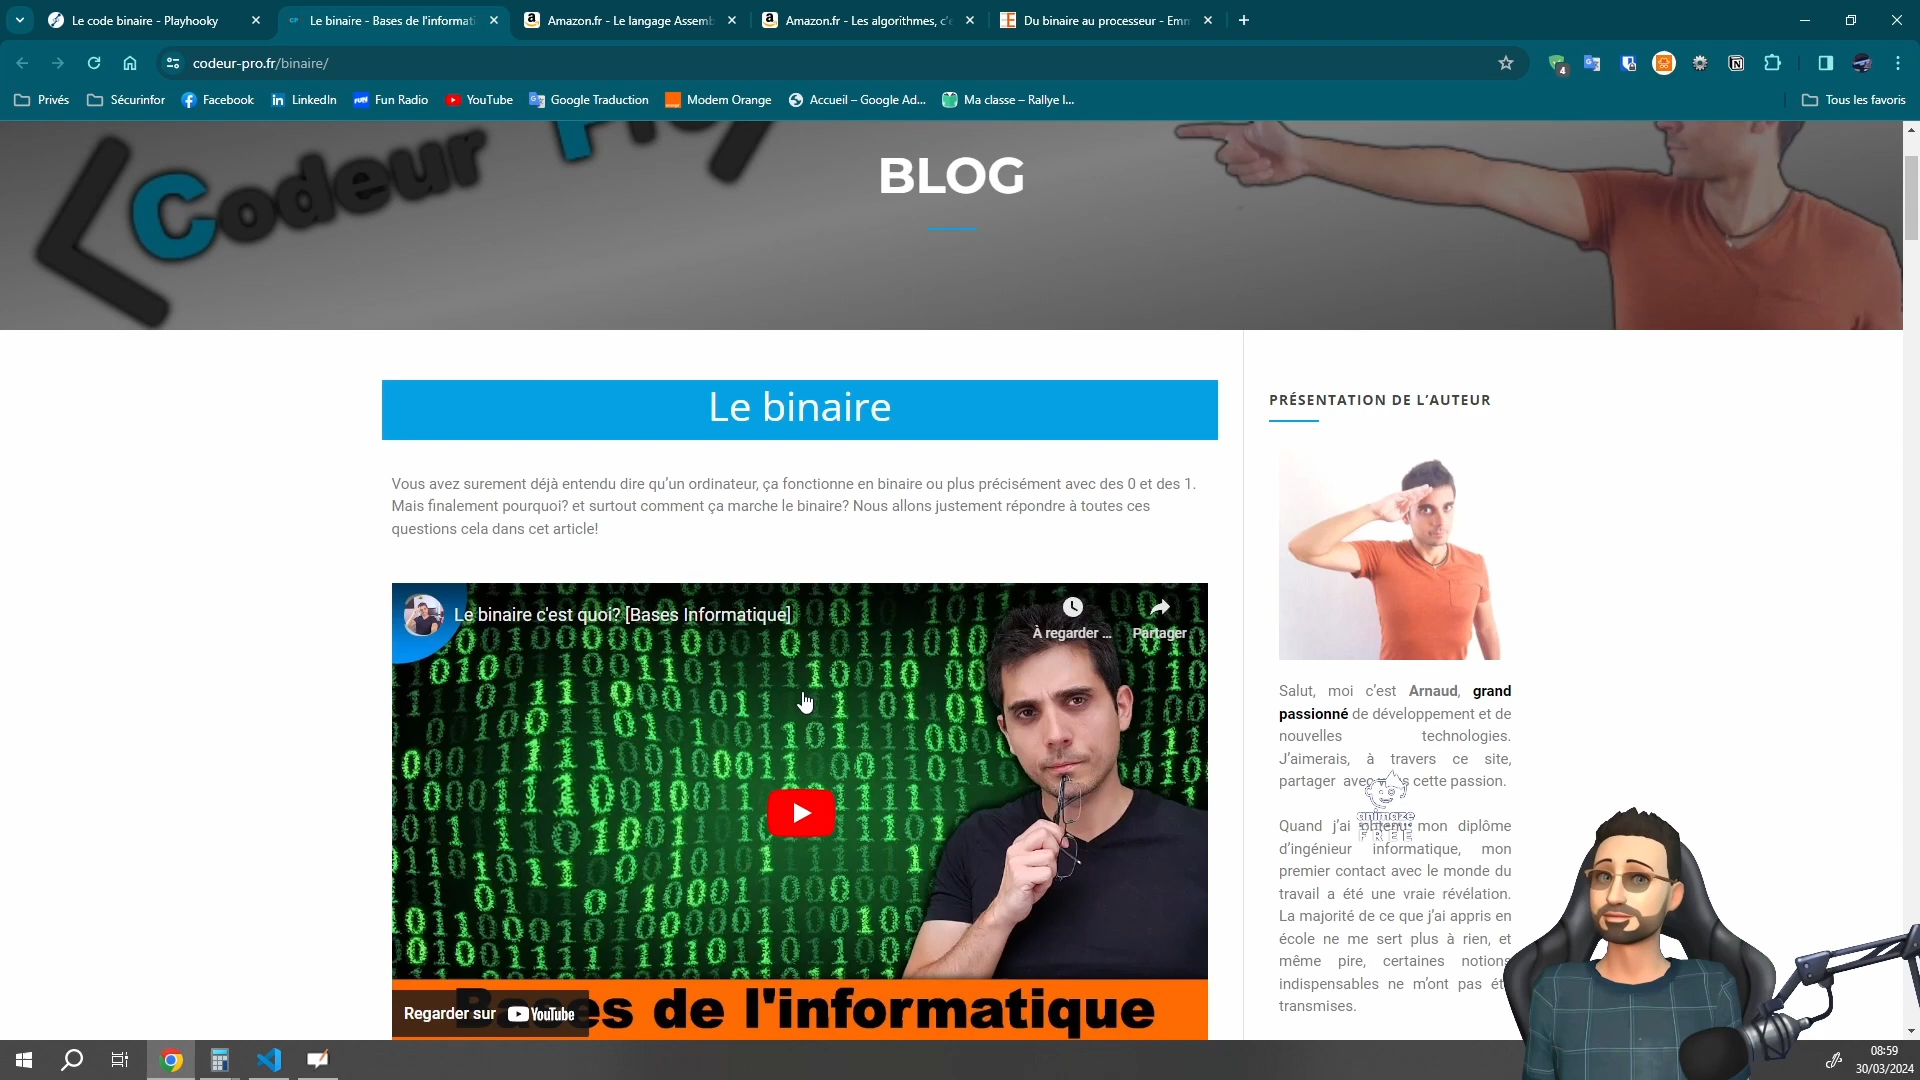 Le code binaire - Playhooky
Le binaire - Bases de l'informati
Amazon.fr - Le langage Assemb
Amazon.fr - Les algorithmes, c'e
Du binaire au processeur - Emm
codeur-pro.fr/binaire/
4
Privés
Sécurinfor
Facebook
LinkedIn
Fun Radio
YouTube
Google Traduction
Modem Orange
Accueil – Google Ad...
Ma classe – Rallye I...
Tous les favoris
Codeur
BLOG
Le binaire
Vous avez surement déjà entendu dire qu’un ordinateur, ça fonctionne en binaire ou plus précisément avec des 0 et des 1.
Mais finalement pourquoi? et surtout comment ça marche le binaire? Nous allons justement répondre à toutes ces
questions cela dans cet article!
Le binaire c'est quoi? [Bases Informatique]
À regarder ...
Partager
Bases de l'informatique
Regarder sur YouTube
PRÉSENTATION DE L’AUTEUR
Salut, moi c’est Arnaud, grand
passionné de développement et de
nouvelles technologies.
J’aimerais, à travers ce site,
partager cette passion.
animaze
FREE
Quand j’ai obtenu mon diplôme
d’ingénieur informatique, mon
premier contact avec le monde du
travail a été une vraie révélation.
La majorité de ce que j’ai appris en
école ne me sert plus à rien, et
même pire, certaines notions
indispensables ne m’ont pas ét
transmises.
08:59
30/03/2024